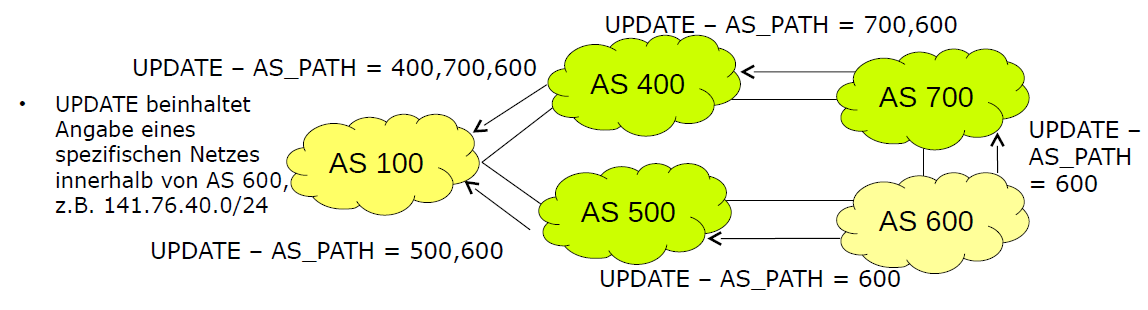 UPDATE – AS_PATH = 700,600
UPDATE – AS_PATH = 400,700,600
AS 400
AS 700
• UPDATE beinhaltet
Angabe eines
spezifischen Netzes
innerhalb von AS 600,
z.B. 141.76.40.0/24
AS 100
UPDATE –
AS_PATH
= 600
AS 500
AS 600
UPDATE – AS_PATH = 500,600
UPDATE – AS_PATH = 600